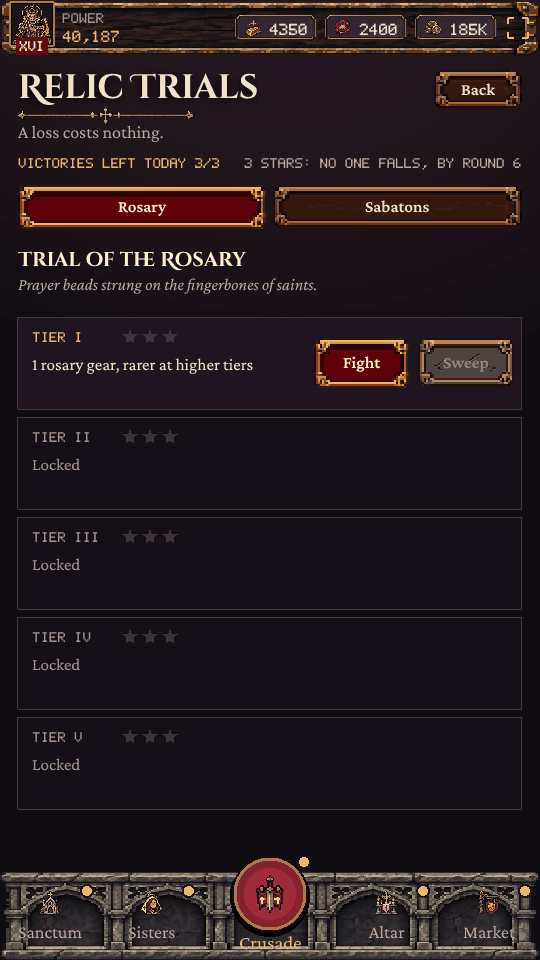 POWER
40,187
4350
2400
185K
XVI
RELIC TRIALS
Back
A loss costs nothing.
VICTORIES LEFT TODAY 3/3
3 STARS: NO ONE FALLS, BY ROUND 6
Rosary
Sabatons
TRIAL OF THE ROSARY
Prayer beads strung on the fingerbones of saints.
TIER I
1 rosary gear, rarer at higher tiers
Fight
Sweep
TIER II
Locked
TIER III
Locked
TIER IV
Locked
TIER V
Locked
Sanctum
Sisters
Crusade
Altar
Market